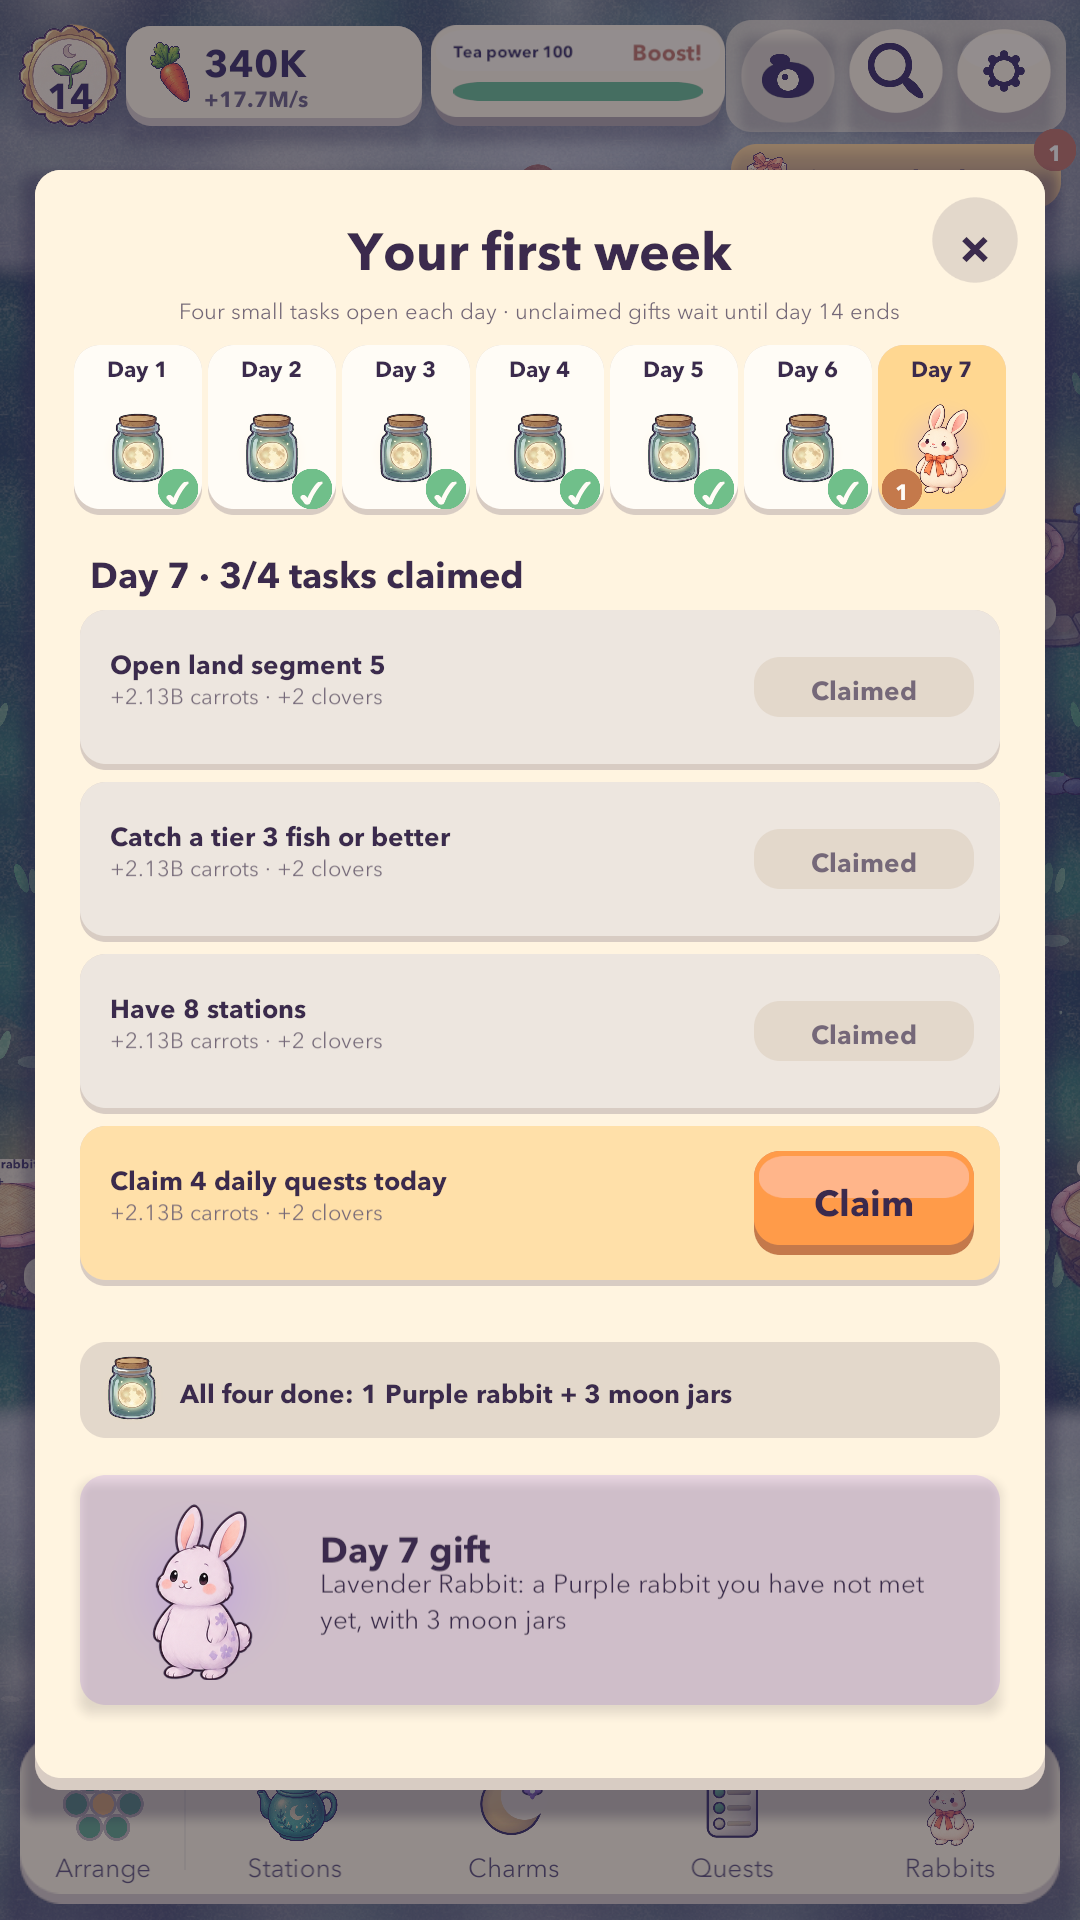 14
340K
+17.7M/s
Tea power 100
Boost!
1
Your first week
×
Four small tasks open each day · unclaimed gifts wait until day 14 ends
Day 1
Day 2
Day 3
Day 4
Day 5
Day 6
Day 7
1
Day 7 · 3/4 tasks claimed
Open land segment 5
+2.13B carrots · +2 clovers
Claimed
Catch a tier 3 fish or better
+2.13B carrots · +2 clovers
Claimed
Have 8 stations
+2.13B carrots · +2 clovers
Claimed
rabbi
Claim 4 daily quests today
+2.13B carrots · +2 clovers
Claim
All four done: 1 Purple rabbit + 3 moon jars
Day 7 gift
Lavender Rabbit: a Purple rabbit you have not met
yet, with 3 moon jars
Arrange
Stations
Charms
Quests
Rabbits